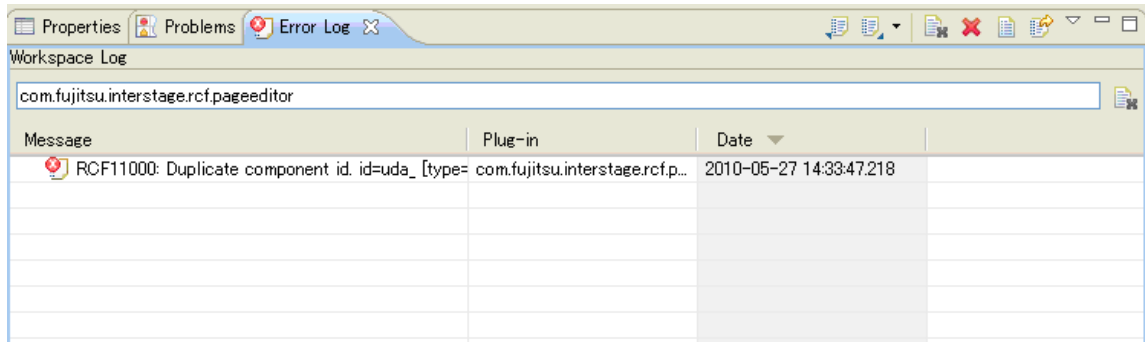 Properties Problems Error Log
Workspace Log
com.fujitsu.interstage.rcf.pageeditor
Message Plug-in Date
RCF11000: Duplicate component id. id=uda_ [type= com.fujitsu.interstage.rcf.p... 2010-05-27 14:33:47.218